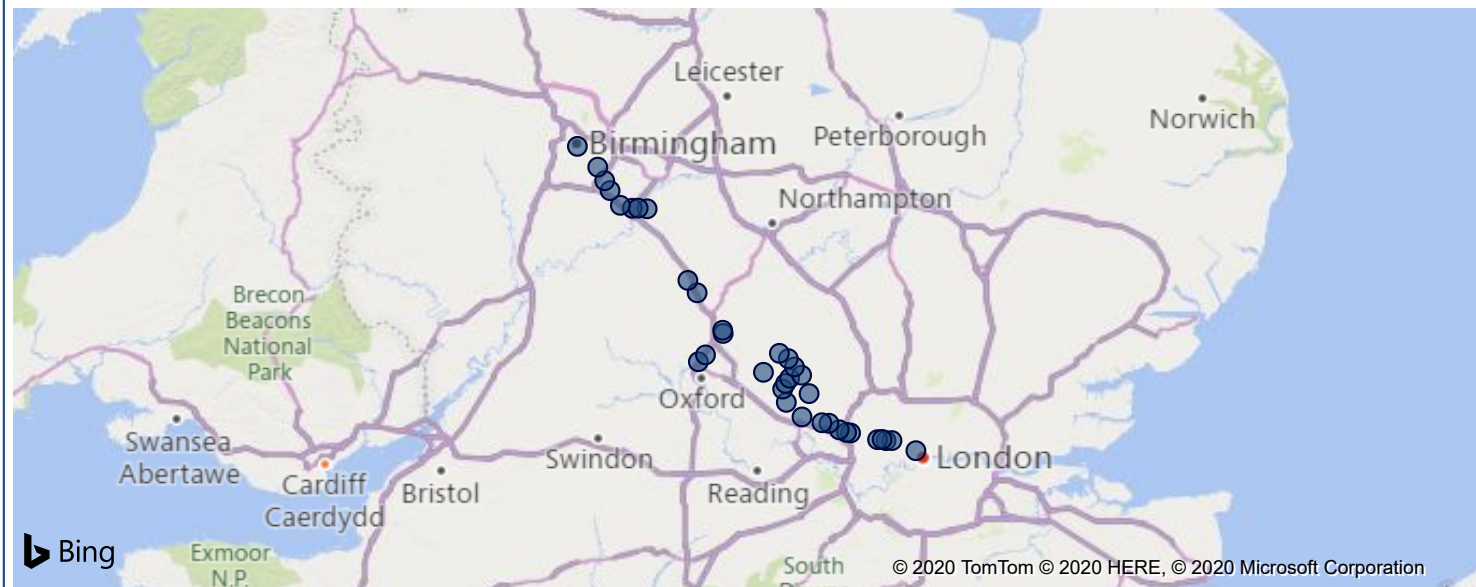 Leicester
Norwich
Birmingham
Peterborough
Northampton
Brecon
Beacons
National
Park
Oxford
Swansea
Abertawe
Swindon
London
Cardiff
Caerdydd
Bristol
Reading
Bing
Exmoor
N.P.
South
© 2020 TomTom © 2020 HERE, © 2020 Microsoft Corporation